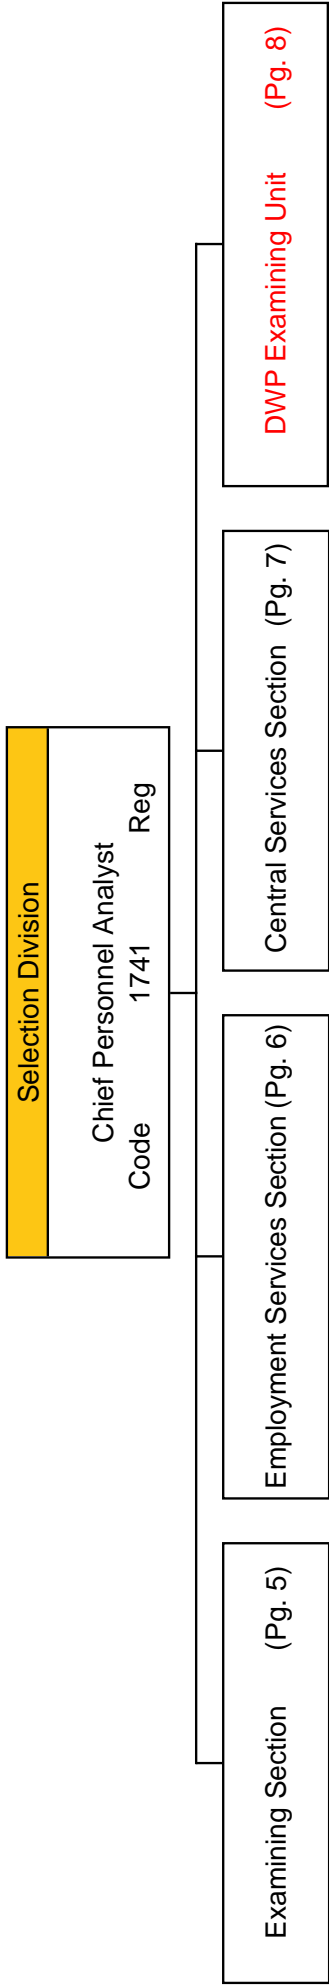 Selection Division
Chief Personnel Analyst
Code 1741 Reg
Examining Section (Pg. 5)
Employment Services Section (Pg. 6)
Central Services Section (Pg. 7)
DWP Examining Unit (Pg. 8)